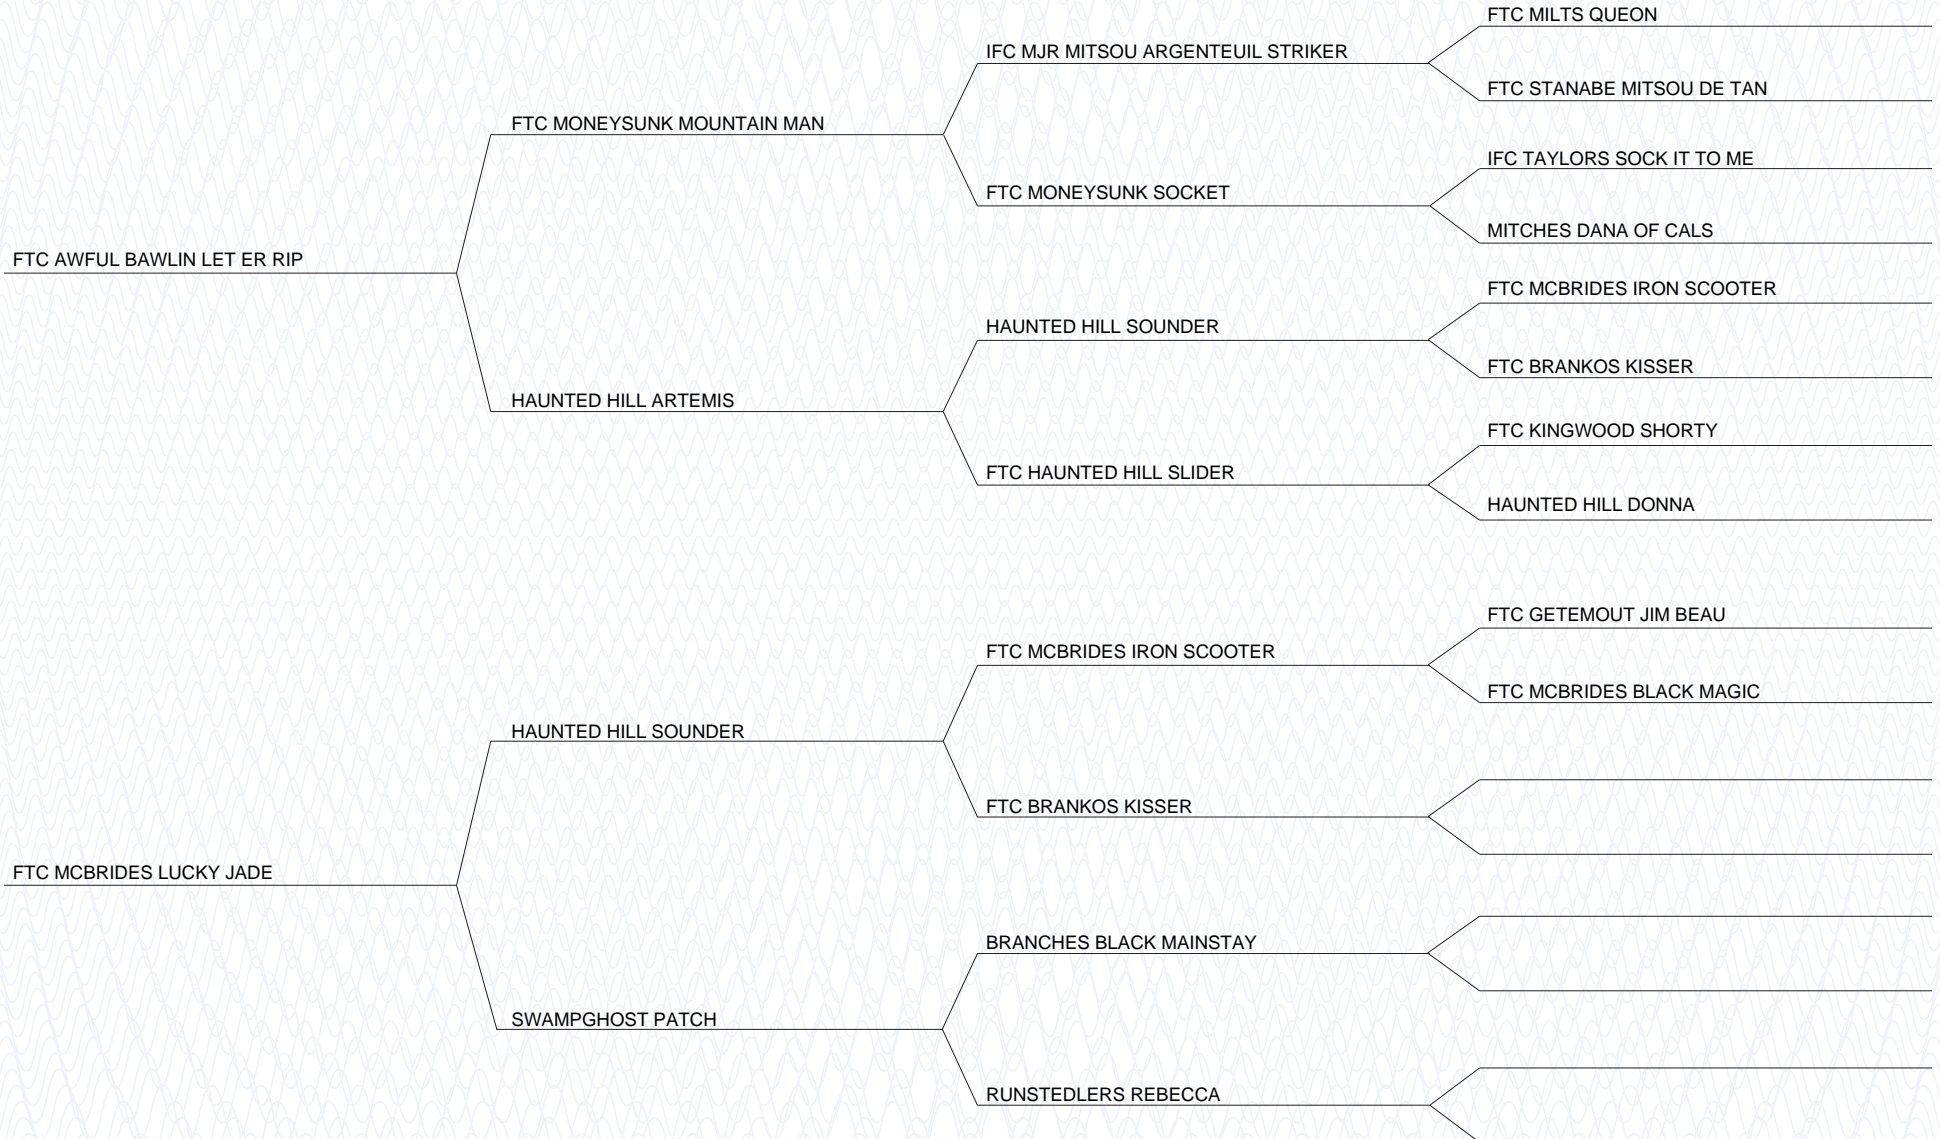 FTC MILTS QUEON
IFC MJR MITSOU ARGENTEUIL STRIKER
FTC STANABE MITSOU DE TAN
FTC MONEYSUNK MOUNTAIN MAN
IFC TAYLORS SOCK IT TO ME
FTC MONEYSUNK SOCKET
MITCHES DANA OF CALS
FTC AWFUL BAWLIN LET ER RIP
FTC MCBRIDES IRON SCOOTER
HAUNTED HILL SOUNDER
FTC BRANKOS KISSER
HAUNTED HILL ARTEMIS
FTC KINGWOOD SHORTY
FTC HAUNTED HILL SLIDER
HAUNTED HILL DONNA
FTC GETEMOUT JIM BEAU
FTC MCBRIDES IRON SCOOTER
FTC MCBRIDES BLACK MAGIC
HAUNTED HILL SOUNDER
FTC BRANKOS KISSER
FTC MCBRIDES LUCKY JADE
BRANCHES BLACK MAINSTAY
SWAMPGHOST PATCH
RUNSTEDLERS REBECCA